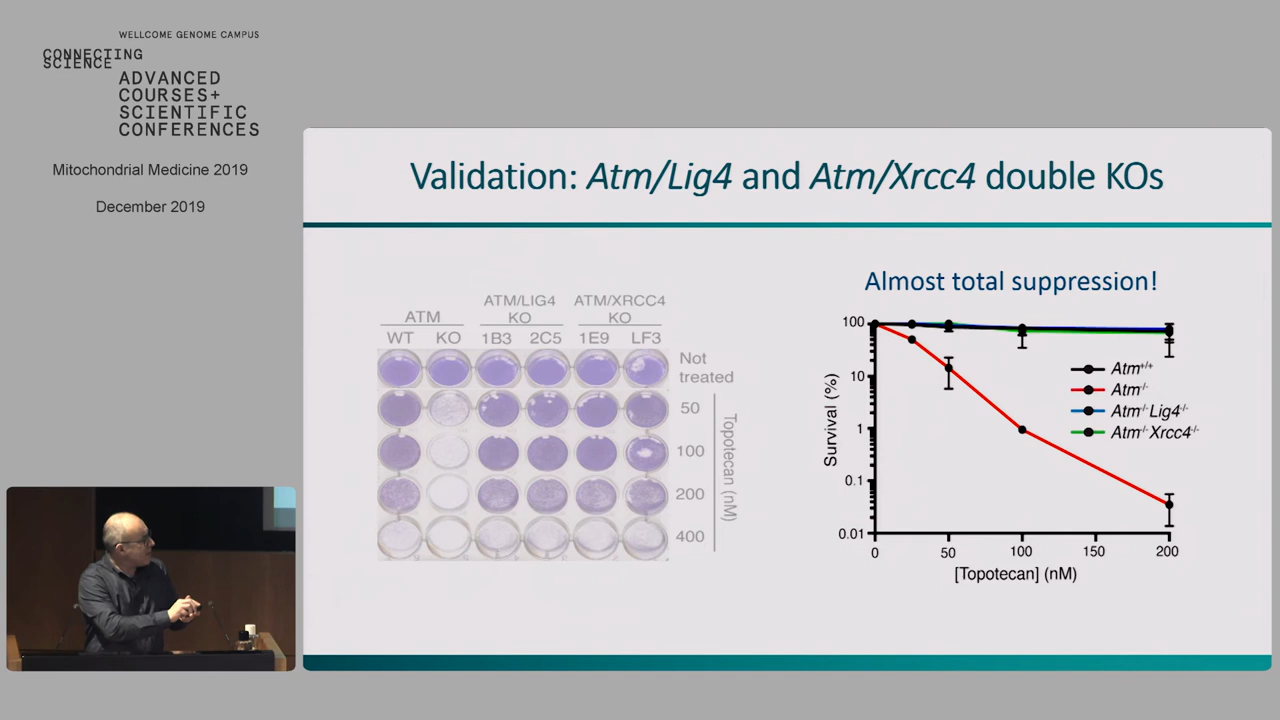 WELLCOME GENOME CAMPUS
CONNECTING
SCIENCE
ADVANCED
COURSES+
SCIENTIFIC
CONFERENCES
Mitochondrial Medicine 2019
December 2019
Validation: Atm/Lig4 and Atm/Xrcc4 double KOs
ATM
WT KO
ATM/LIG4
KO
1B3 2C5
ATM/XRCC4
KO
1E9 LF3
Not
treated
50
100
200
400
Topotecan (nM)
Almost total suppression!
Survival (%)
100
10
1
0.1
0.01
0 50 100 150 200
[Topotecan] (nM)
Atm+/+
Atm-/-
Atm-/- Lig4-/-
Atm-/- Xrcc4-/-